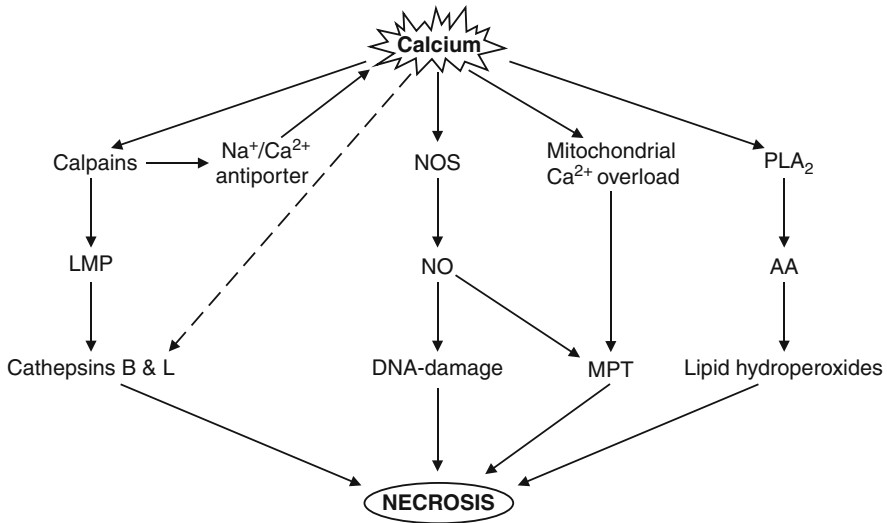 Calcium
Calpains
Na⁺/Ca²⁺
antiporter
NOS
Mitochondrial
Ca²⁺ overload
PLA₂
LMP
NO
AA
Cathepsins B & L
DNA-damage
MPT
Lipid hydroperoxides
NECROSIS